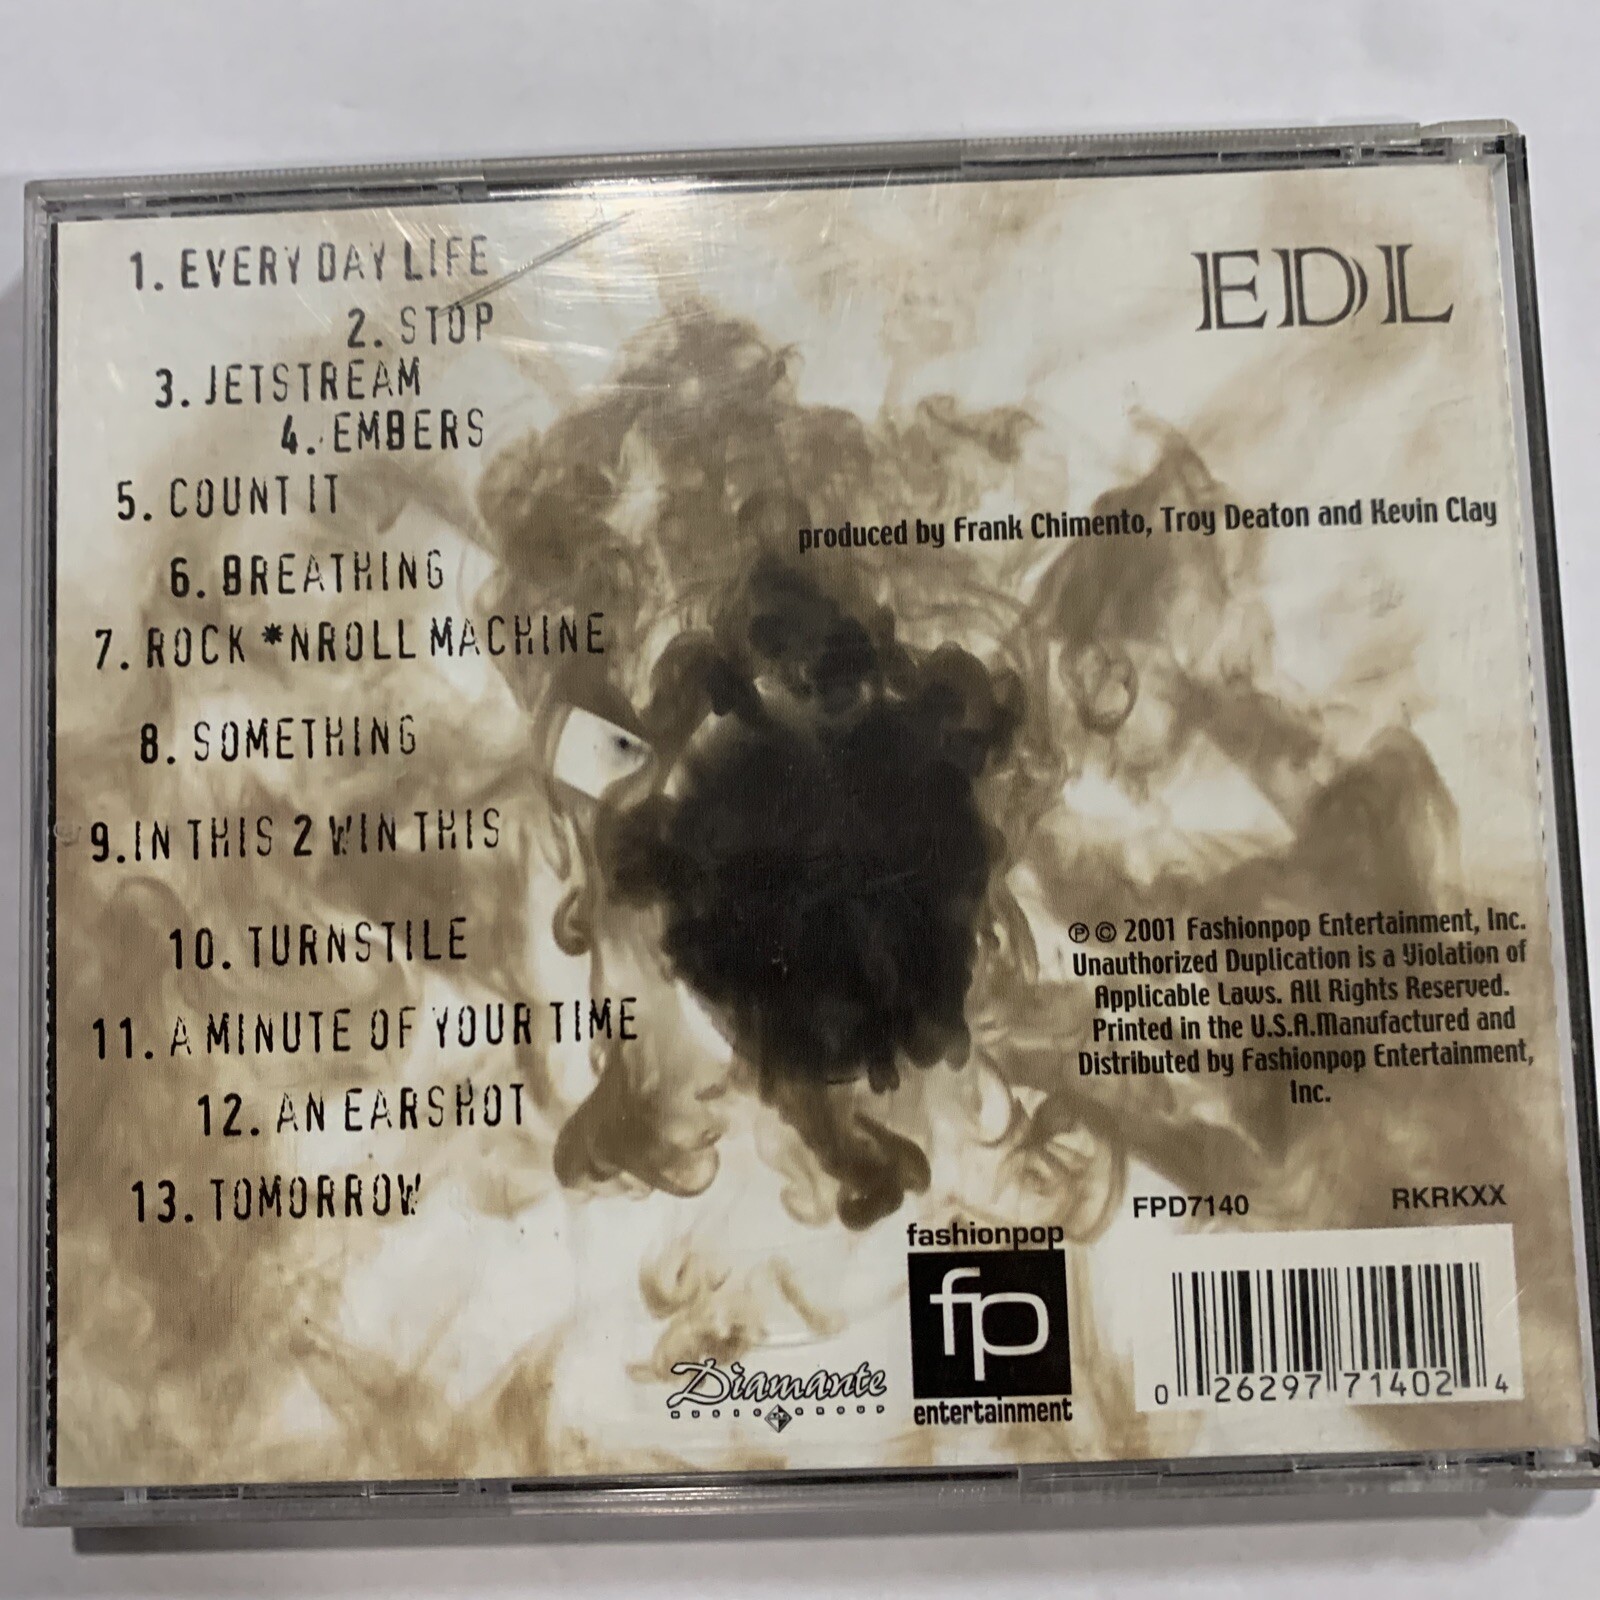 1. EVERY DAY LIFE
2. STOP
3. JETSTREAM
4. EMBERS
5. COUNT IT
6. BREATHING
7. ROCK *NROLL MACHINE
8. SOMETHING
9. IN THIS 2 WIN THIS
10. TURNSTILE
11. A MINUTE OF YOUR TIME
12. AN EARSHOT
13. TOMORROW
EDL
produced by Frank Chimento, Troy Deaton and Kevin Clay
℗ © 2001 Fashionpop Entertainment, Inc.
Unauthorized Duplication is a Violation of
Applicable Laws. All Rights Reserved.
Printed in the U.S.A.Manufactured and
Distributed by Fashionpop Entertainment,
Inc.
FPD7140 RKRKXX
fashionpop
fp
entertainment
Diamante
MUSIC GROUP
0 26297 71402 4